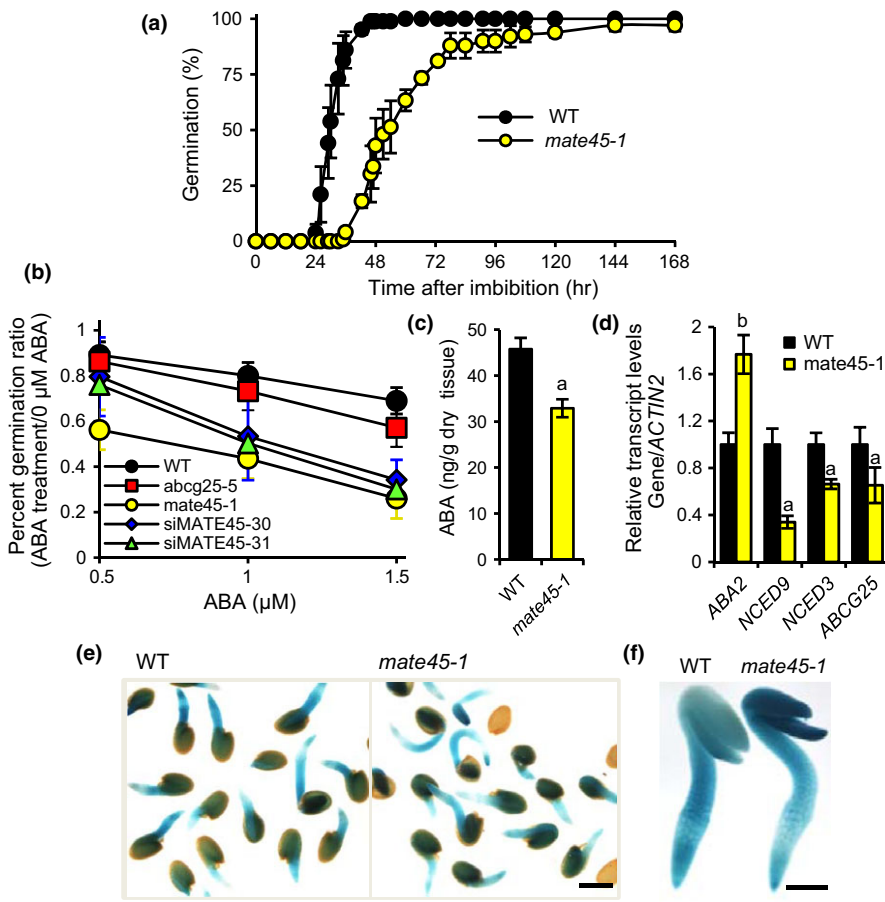 (a)
Germination (%)
100
75
50
25
0
WT
mate45-1
0 24 48 72 96 120 144 168
Time after imbibition (hr)
(b)
Percent germination ratio
(ABA treatment/0 µM ABA)
1
0.8
0.6
0.4
0.2
0
WT
abcg25-5
mate45-1
siMATE45-30
siMATE45-31
0.5 1 1.5
ABA (µM)
(c)
ABA (ng/g dry tissue)
50
40
30
20
10
0
a
WT
mate45-1
(d)
Relative transcript levels
Gene/ACTIN2
2
1.6
1.2
0.8
0.4
0
WT
mate45-1
b
a
a
a
ABA2
NCED9
NCED3
ABCG25
(e)
WT mate45-1
(f)
WT mate45-1